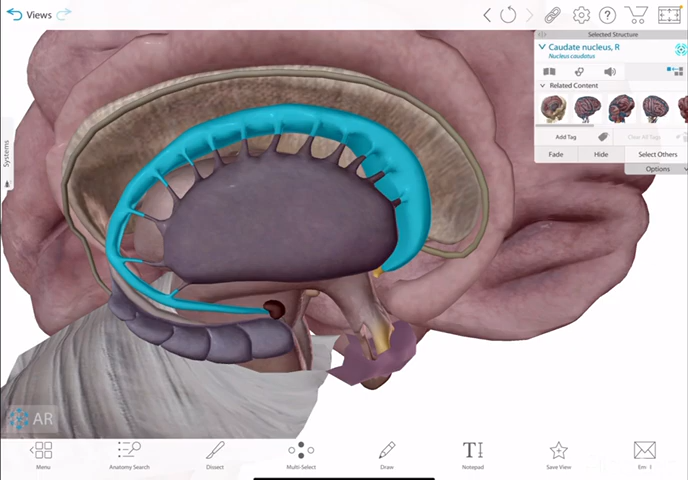 Views
Selected Structure
Caudate nucleus, R
Nucleus caudatus
Related Content
Add Tag
Clear All Tags
Fade
Hide
Select Others
Options
Systems
AR
Menu
Anatomy Search
Dissect
Multi-Select
Draw
Notepad
Save View